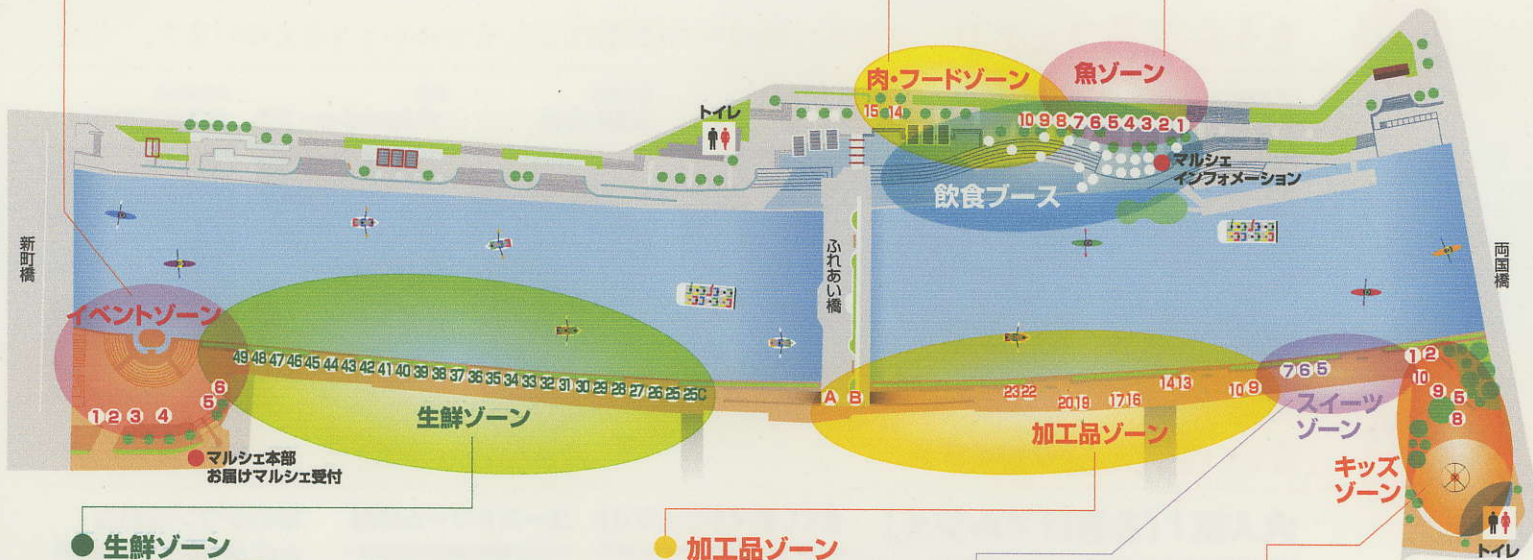 肉・フードゾーン
魚ゾーン
トイレ
15 14
10 9 8 7 6 5 4 3 2 1
マルシェ
インフォメーション
飲食ブース
新町橋
ふれあい橋
両国橋
イベントゾーン
49 48 47 46 45 44 43 42 41 40 39 38 37 36 35 34 33 32 31 30 29 28 27 26 25 25C
生鮮ゾーン
1 2 3 4 5 6
マルシェ本部
お届けマルシェ受付
A B
23 22 20 19 17 16 14 13 10 9
加工品ゾーン
7 6 5
スイーツ
ゾーン
1 2
10 9 5
8
キッズ
ゾーン
トイレ
生鮮ゾーン
加工品ゾーン